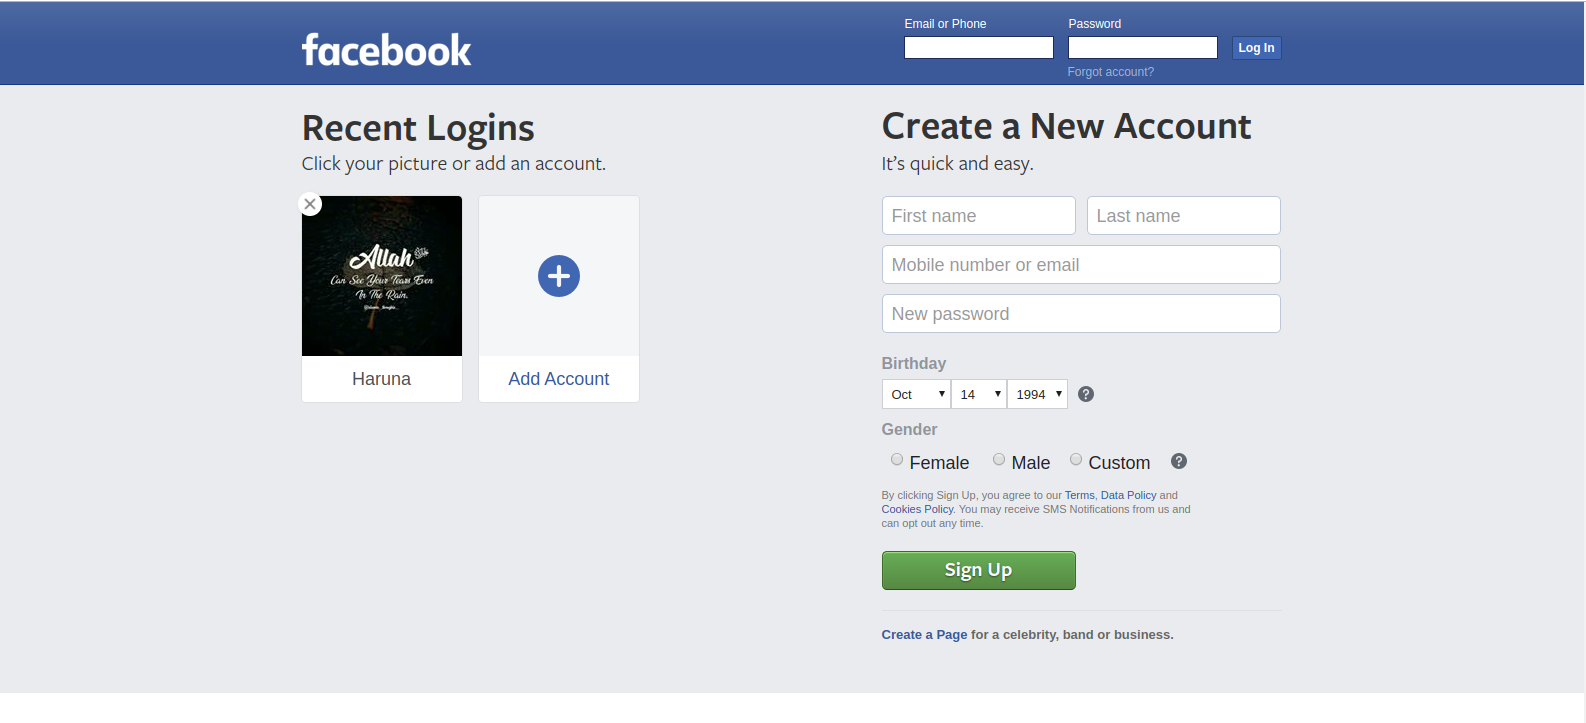 facebook
Email or Phone
Password
Log In
Forgot account?
Recent Logins
Click your picture or add an account.
Allah
Can See Your Tears Even
In The Rain.
Haruna
Add Account
Create a New Account
It's quick and easy.
First name
Last name
Mobile number or email
New password
Birthday
Oct
14
1994
?
Gender
Female
Male
Custom
?
By clicking Sign Up, you agree to our Terms, Data Policy and
Cookies Policy. You may receive SMS Notifications from us and
can opt out any time.
Sign Up
Create a Page for a celebrity, band or business.